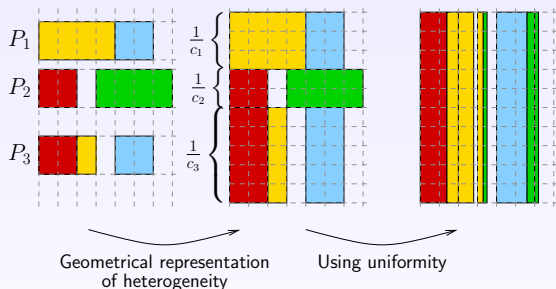 P₁
P₂
P₃
1/c₁
1/c₂
1/c₃
Geometrical representation
of heterogeneity
Using uniformity